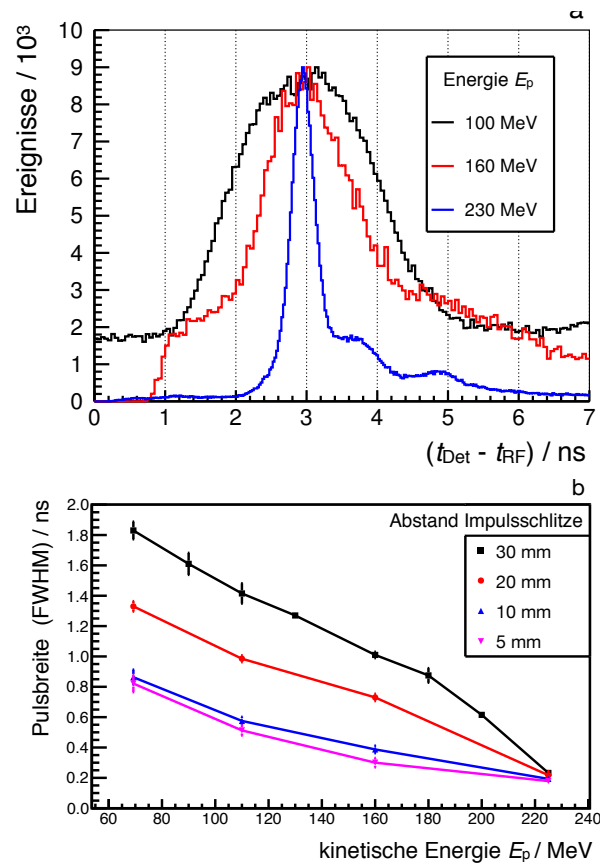 a
Ereignisse / 10³
9
8
7
6
5
4
3
2
1
0
Energie Eₚ
100 MeV
160 MeV
230 MeV
0 1 2 3 4 5 6 7
(t_Det - t_RF) / ns
b
Pulsbreite (FWHM) / ns
2.0
1.8
1.6
1.4
1.2
1.0
0.8
0.6
0.4
0.2
0.0
Abstand Impulsschlitze
30 mm
20 mm
10 mm
5 mm
60 80 100 120 140 160 180 200 220 240
kinetische Energie Eₚ / MeV